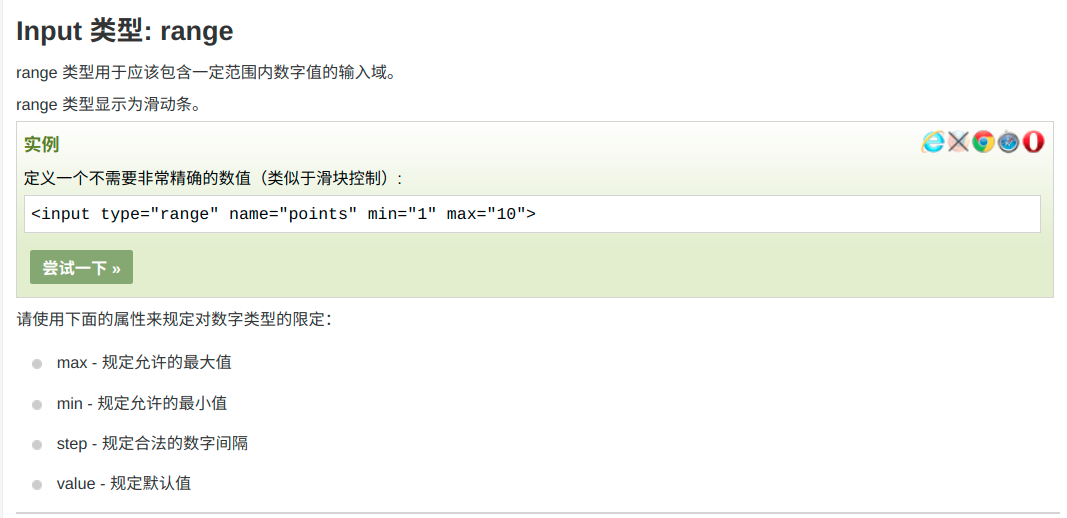 Input 类型: range
range 类型用于应该包含一定范围内数字值的输入域。
range 类型显示为滑动条。
实例
定义一个不需要非常精确的数值（类似于滑块控制）:
<input type="range" name="points" min="1" max="10">
尝试一下 »
请使用下面的属性来规定对数字类型的限定：
max - 规定允许的最大值
min - 规定允许的最小值
step - 规定合法的数字间隔
value - 规定默认值